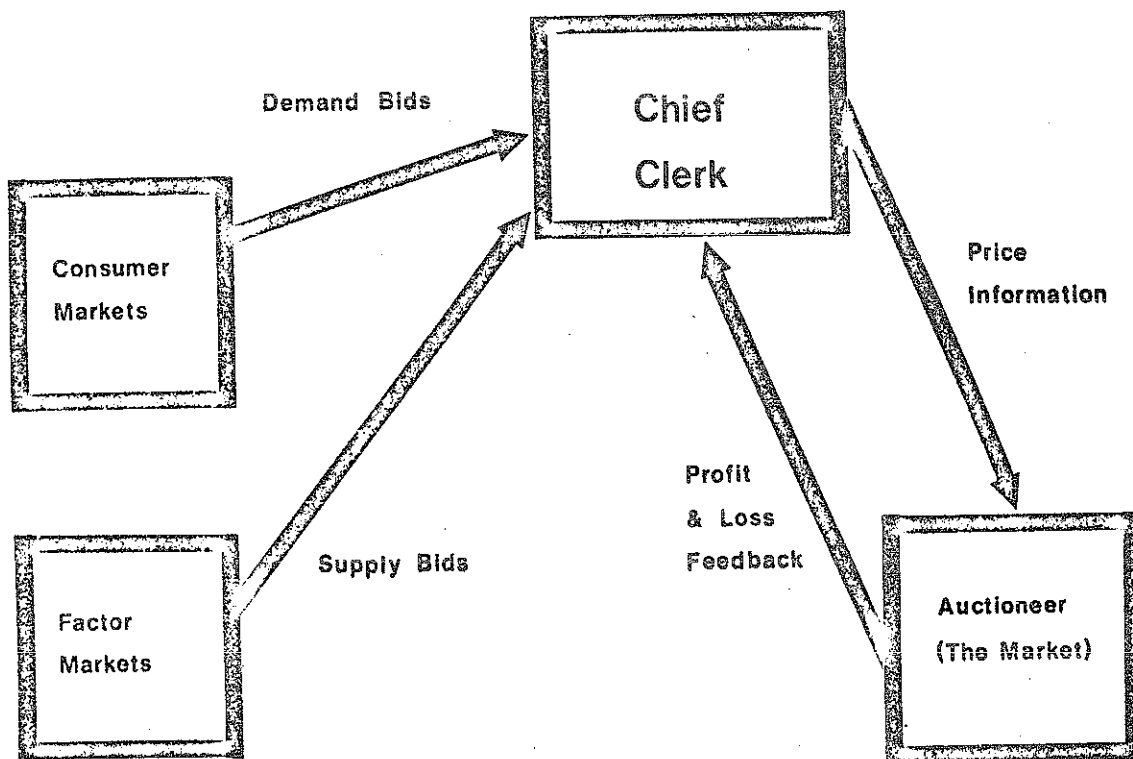 Demand Bids
Chief
Clerk
Consumer
Markets
Price
Information
Supply Bids
Profit
& Loss
Feedback
Factor
Markets
Auctioneer
(The Market)